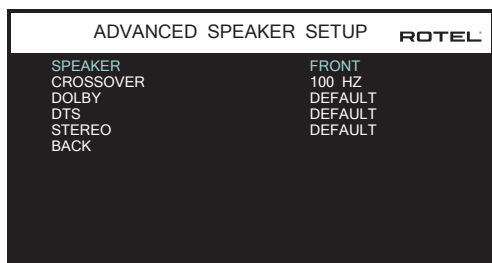 ADVANCED SPEAKER SETUP ROTEL
SPEAKER FRONT
CROSSOVER 100 HZ
DOLBY DEFAULT
DTS DEFAULT
STEREO DEFAULT
BACK